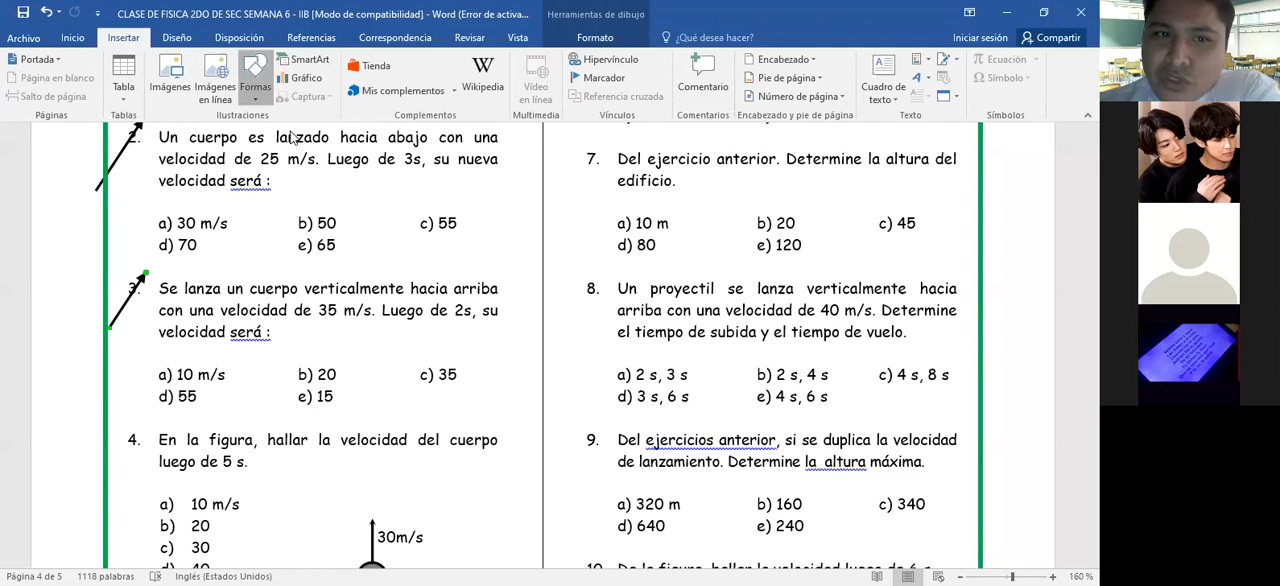 CLASE DE FISICA 2DO DE SEC SEMANA 6 - IIB [Modo de compatibilidad] - Word (Error de activa...
Herramientas de dibujo
Archivo
Inicio
Insertar
Diseño
Disposición
Referencias
Correspondencia
Revisar
Vista
Formato
¿Qué desea hacer?
Iniciar sesión
Compartir
Portada
Página en blanco
Salto de página
Páginas
Tabla
Tablas
Imágenes
Imágenes en línea
Formas
SmartArt
Gráfico
Captura
Ilustraciones
Tienda
Mis complementos
W
Wikipedia
Complementos
Vídeo en línea
Multimedia
Hipervínculo
Marcador
Referencia cruzada
Vínculos
Comentario
Comentarios
Encabezado
Pie de página
Número de página
Encabezado y pie de página
Cuadro de texto
Texto
Ecuación
Símbolo
Símbolos
2. Un cuerpo es lanzado hacia abajo con una
velocidad de 25 m/s. Luego de 3s, su nueva
velocidad será :
a) 30 m/s b) 50 c) 55
d) 70 e) 65
3. Se lanza un cuerpo verticalmente hacia arriba
con una velocidad de 35 m/s. Luego de 2s, su
velocidad será :
a) 10 m/s b) 20 c) 35
d) 55 e) 15
4. En la figura, hallar la velocidad del cuerpo
luego de 5 s.
a) 10 m/s
b) 20
c) 30
d) 40
30m/s
7. Del ejercicio anterior. Determine la altura del
edificio.
a) 10 m b) 20 c) 45
d) 80 e) 120
8. Un proyectil se lanza verticalmente hacia
arriba con una velocidad de 40 m/s. Determine
el tiempo de subida y el tiempo de vuelo.
a) 2 s, 3 s b) 2 s, 4 s c) 4 s, 8 s
d) 3 s, 6 s e) 4 s, 6 s
9. Del ejercicios anterior, si se duplica la velocidad
de lanzamiento. Determine la altura máxima.
a) 320 m b) 160 c) 340
d) 640 e) 240
10. De la figura, hallar la velocidad luego de 6 s
Página 4 de 5
1118 palabras
Inglés (Estados Unidos)
160 %